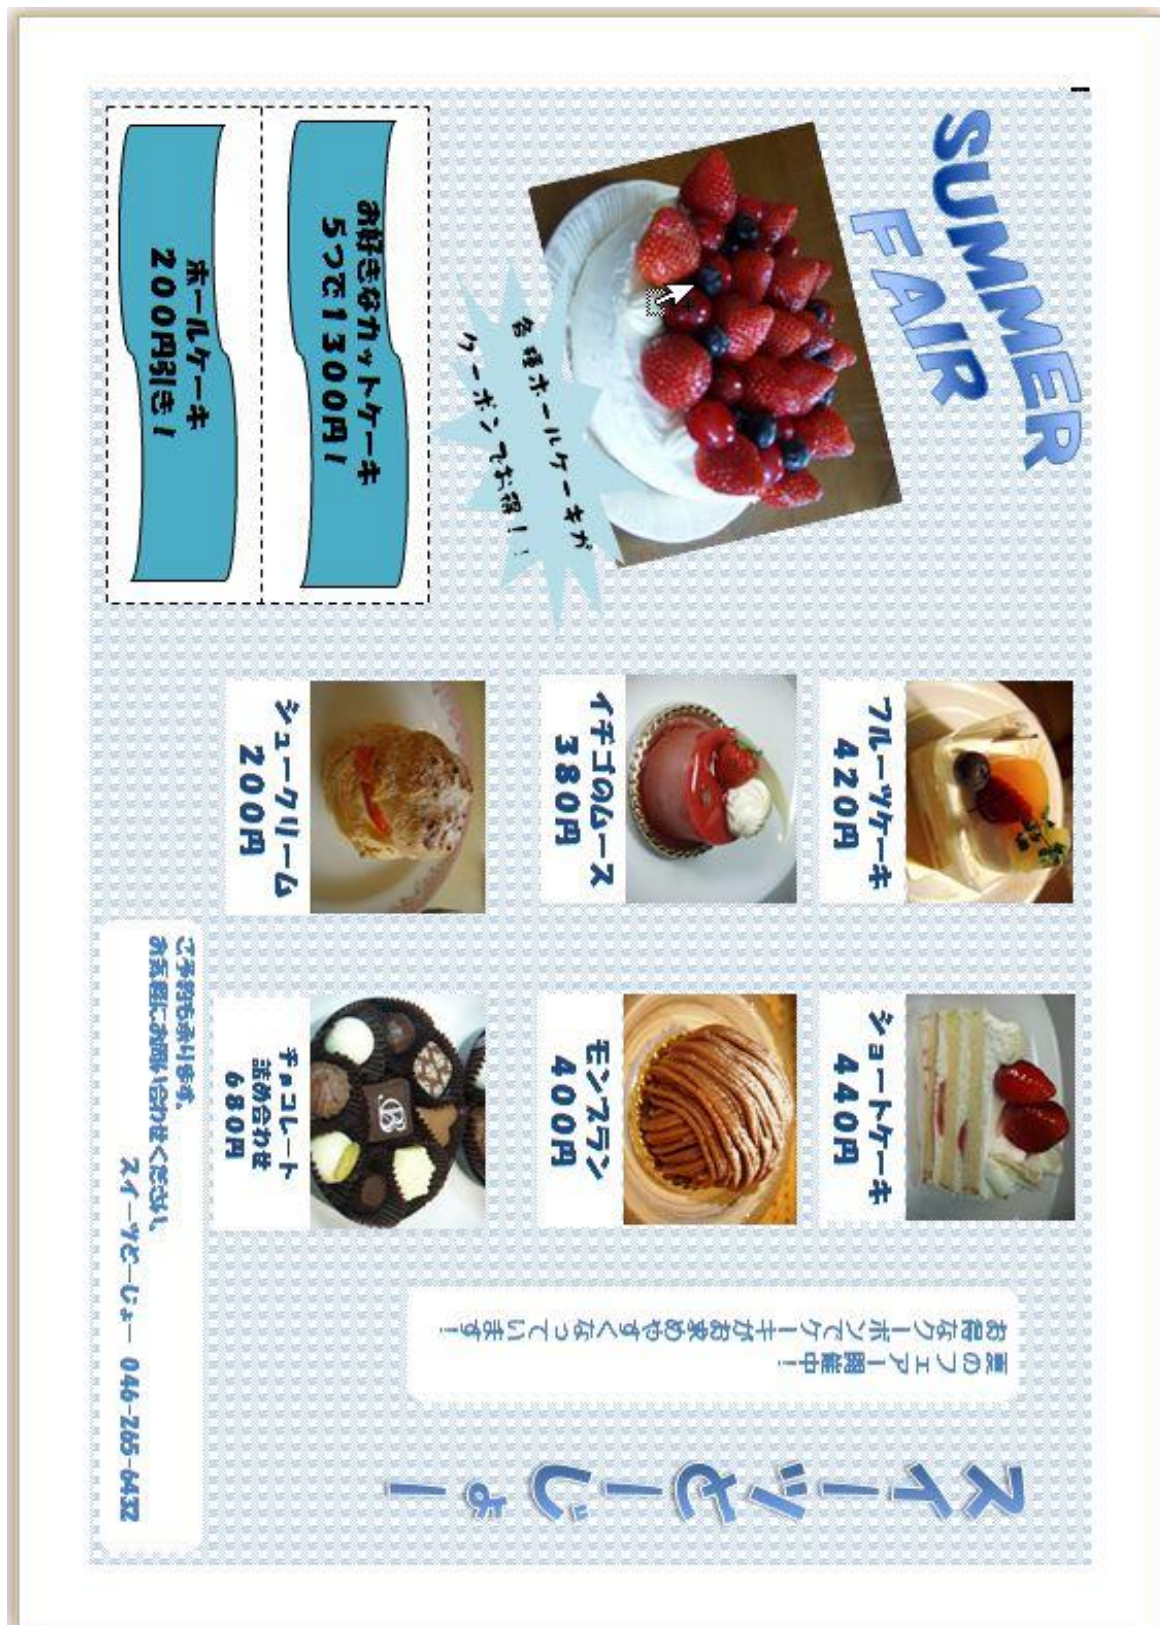 SUMMER
FAIR
各種ホールケーキが
クーポンでお得!!
お好きなカットケーキ
5つで1300円!
ホールケーキ
200円引き!
フルーツケーキ
420円
イチゴのムース
380円
シュークリーム
200円
ショートケーキ
440円
モンブラン
400円
チョコレート
詰め合わせ
680円
夏のフェアー開催中!
お得なクーポンでケーキがお求めやすくなっています!
スイーツどーじょー
ご予約も承ります。
お気軽にお問い合わせください。
スイーツどーじょー 046-265-6432